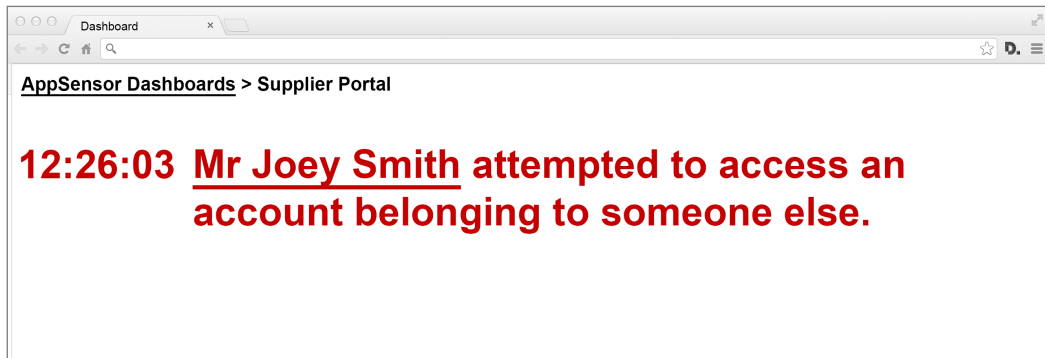 Dashboard
D.
AppSensor Dashboards > Supplier Portal
12:26:03 Mr Joey Smith attempted to access an
account belonging to someone else.